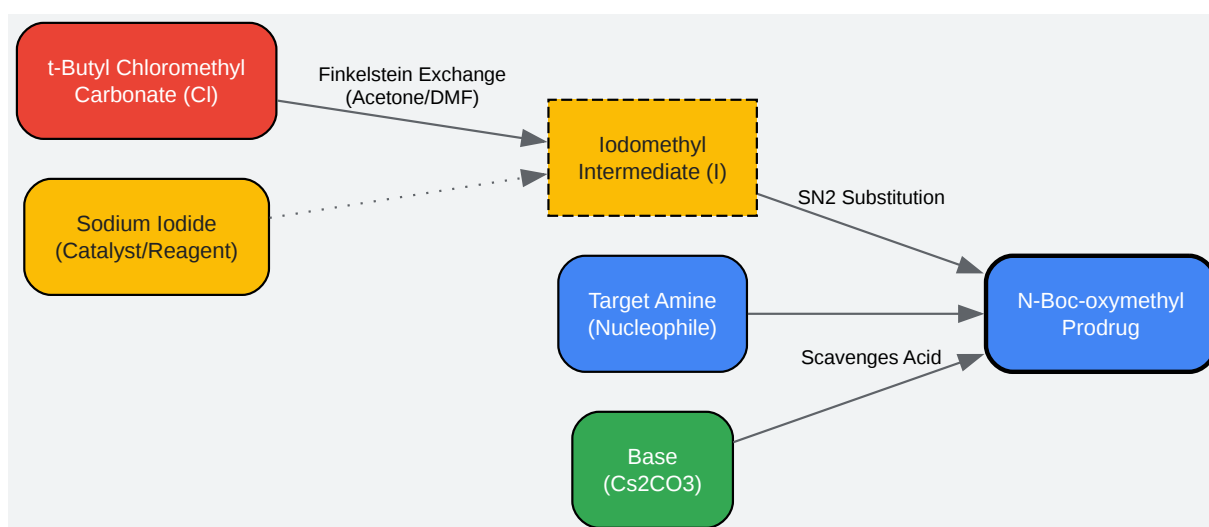 t-Butyl Chloromethyl
Carbonate (Cl)
Finkelstein Exchange
(Acetone/DMF)
Iodomethyl
Intermediate (I)
Sodium Iodide
(Catalyst/Reagent)
SN2 Substitution
Target Amine
(Nucleophile)
N-Boc-oxymethyl
Prodrug
Scavenges Acid
Base
(Cs2CO3)